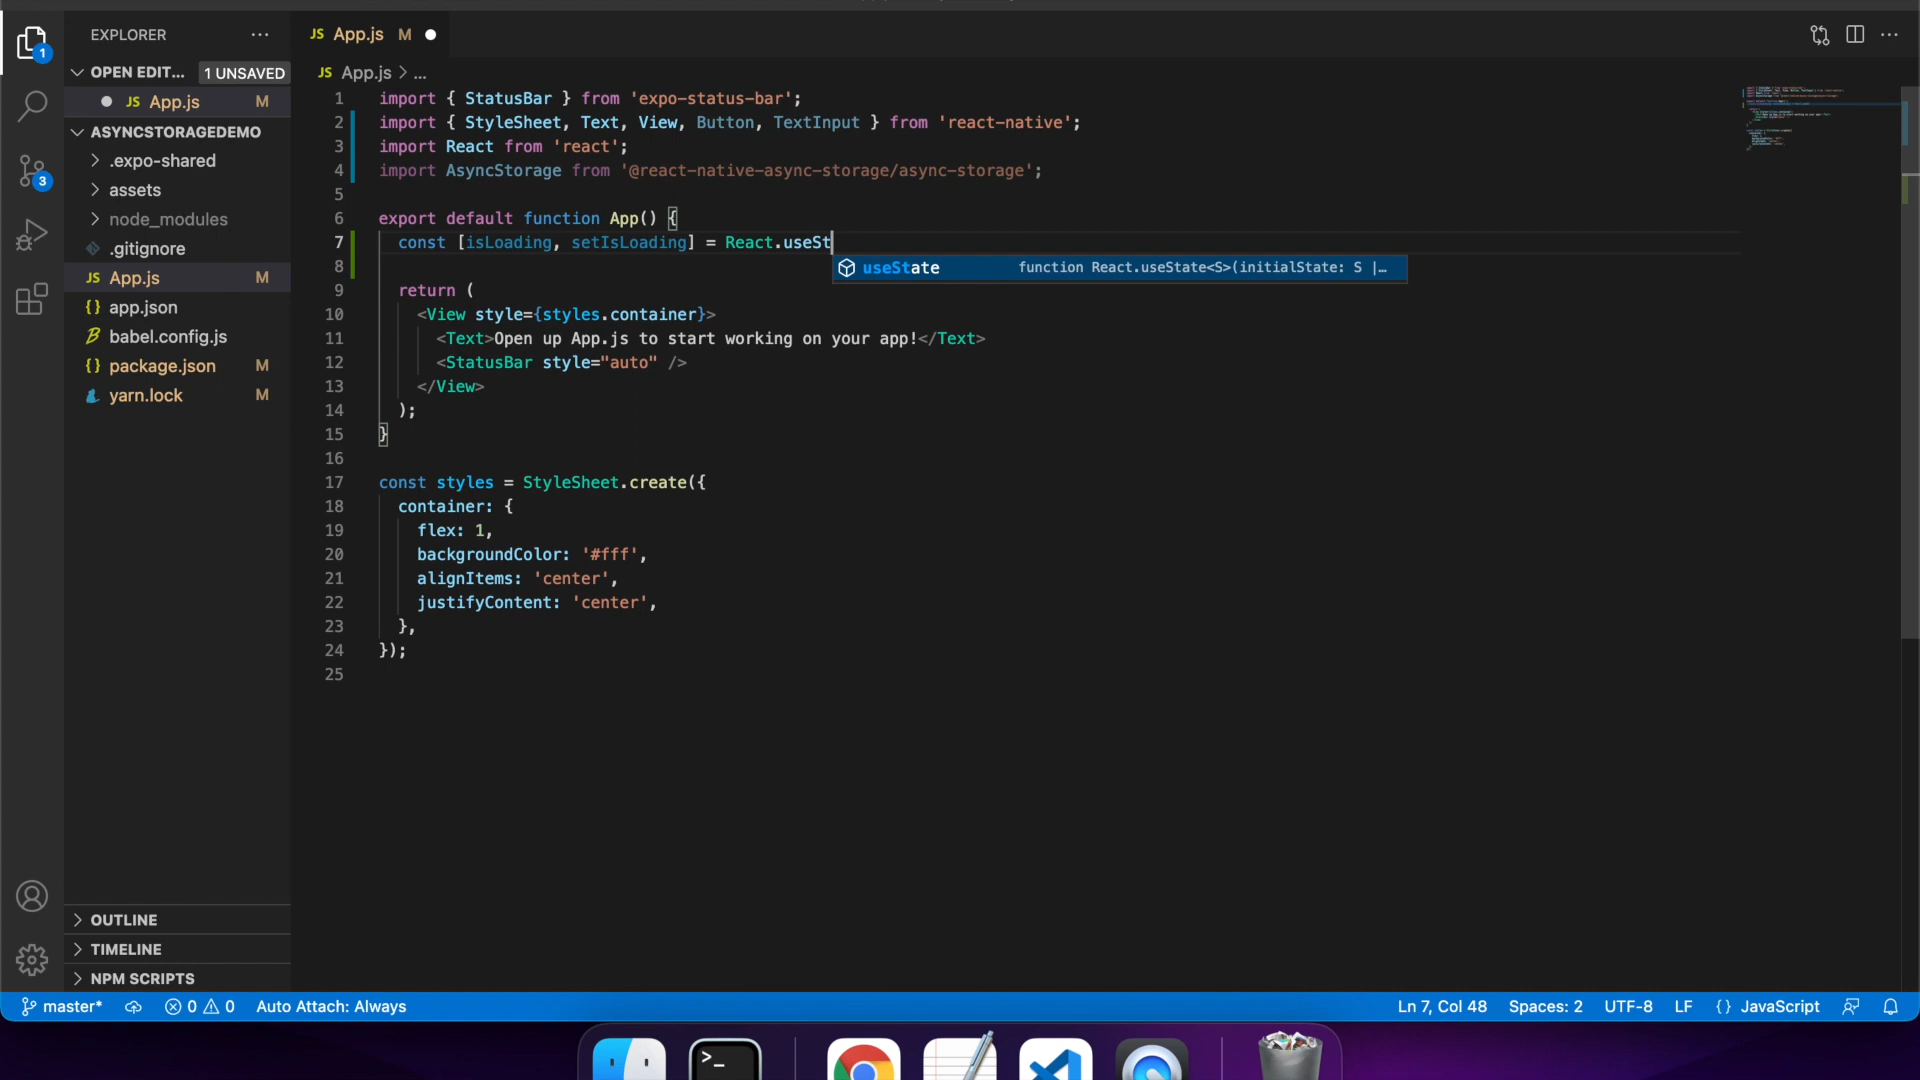 EXPLORER
OPEN EDIT... 1 UNSAVED
JS App.js M
ASYNCSTORAGEDEMO
.expo-shared
assets
node_modules
.gitignore
JS App.js M
{} app.json
babel.config.js
{} package.json M
yarn.lock M
OUTLINE
TIMELINE
NPM SCRIPTS
1
3
JS App.js M
JS App.js > ...
1 import { StatusBar } from 'expo-status-bar';
2 import { StyleSheet, Text, View, Button, TextInput } from 'react-native';
3 import React from 'react';
4 import AsyncStorage from '@react-native-async-storage/async-storage';
5
6 export default function App() {
7 const [isLoading, setIsLoading] = React.useSt
useState function React.useState<S>(initialState: S |…
8
9 return (
10 <View style={styles.container}>
11 <Text>Open up App.js to start working on your app!</Text>
12 <StatusBar style="auto" />
13 </View>
14 );
15 }
16
17 const styles = StyleSheet.create({
18 container: {
19 flex: 1,
20 backgroundColor: '#fff',
21 alignItems: 'center',
22 justifyContent: 'center',
23 },
24 });
25
master* 0 0 Auto Attach: Always Ln 7, Col 48 Spaces: 2 UTF-8 LF {} JavaScript
>_